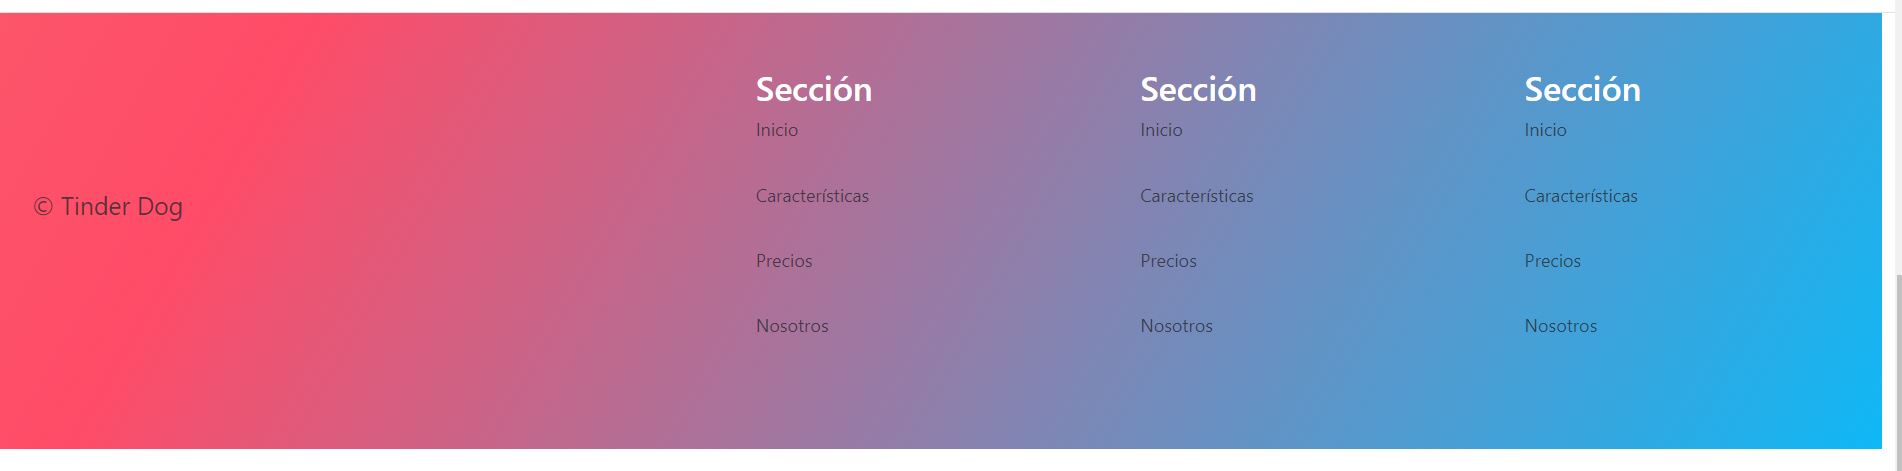 © Tinder Dog
Sección
Inicio
Características
Precios
Nosotros
Sección
Inicio
Características
Precios
Nosotros
Sección
Inicio
Características
Precios
Nosotros